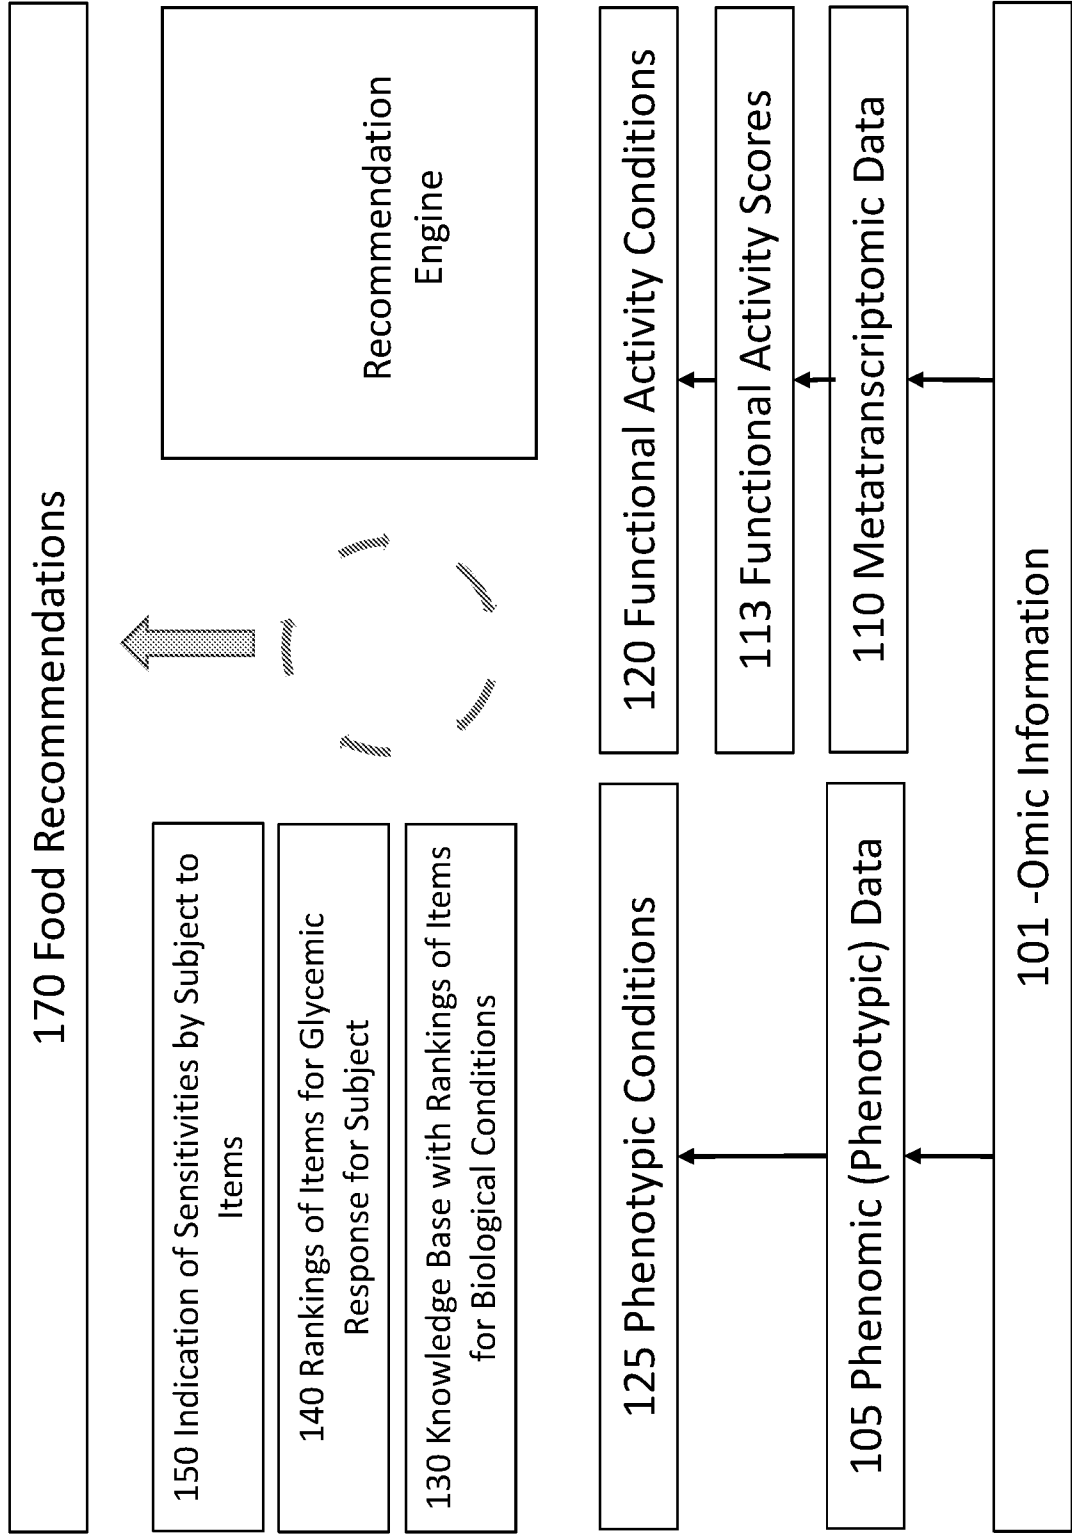 170 Food Recommendations
150 Indication of Sensitivities by Subject to
Items
140 Rankings of Items for Glycemic
Response for Subject
130 Knowledge Base with Rankings of Items
for Biological Conditions
Recommendation
Engine
125 Phenotypic Conditions
120 Functional Activity Conditions
113 Functional Activity Scores
105 Phenomic (Phenotypic) Data
110 Metatranscriptomic Data
101 -Omic Information